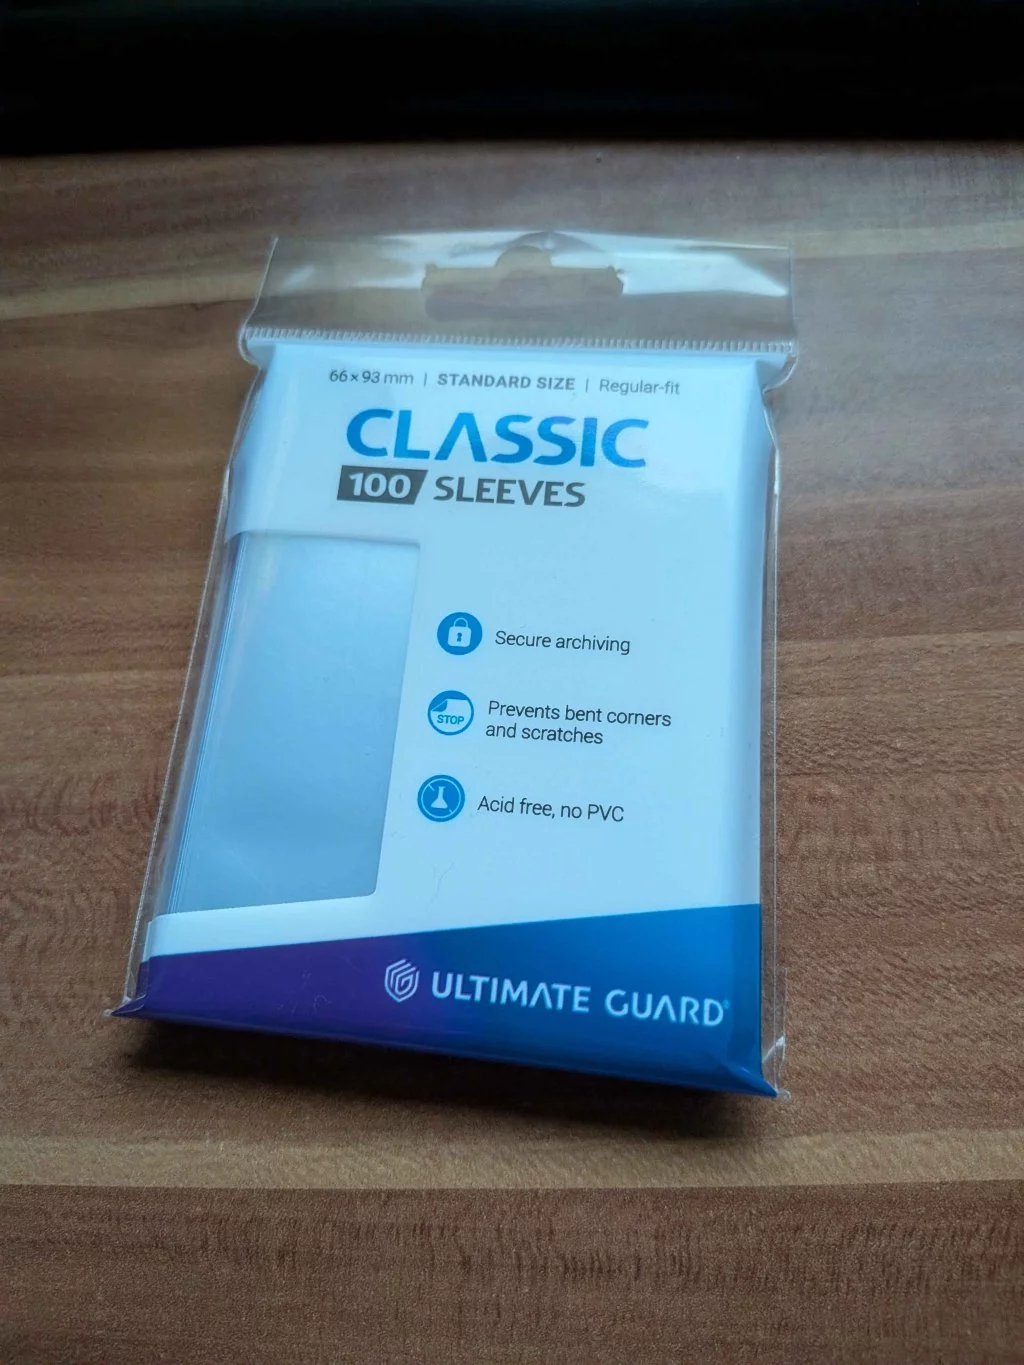 66 × 93 mm | STANDARD SIZE | Regular-fit
CLASSIC
100 SLEEVES
Secure archiving
STOP
Prevents bent corners
and scratches
Acid free, no PVC
ULTIMATE GUARD®